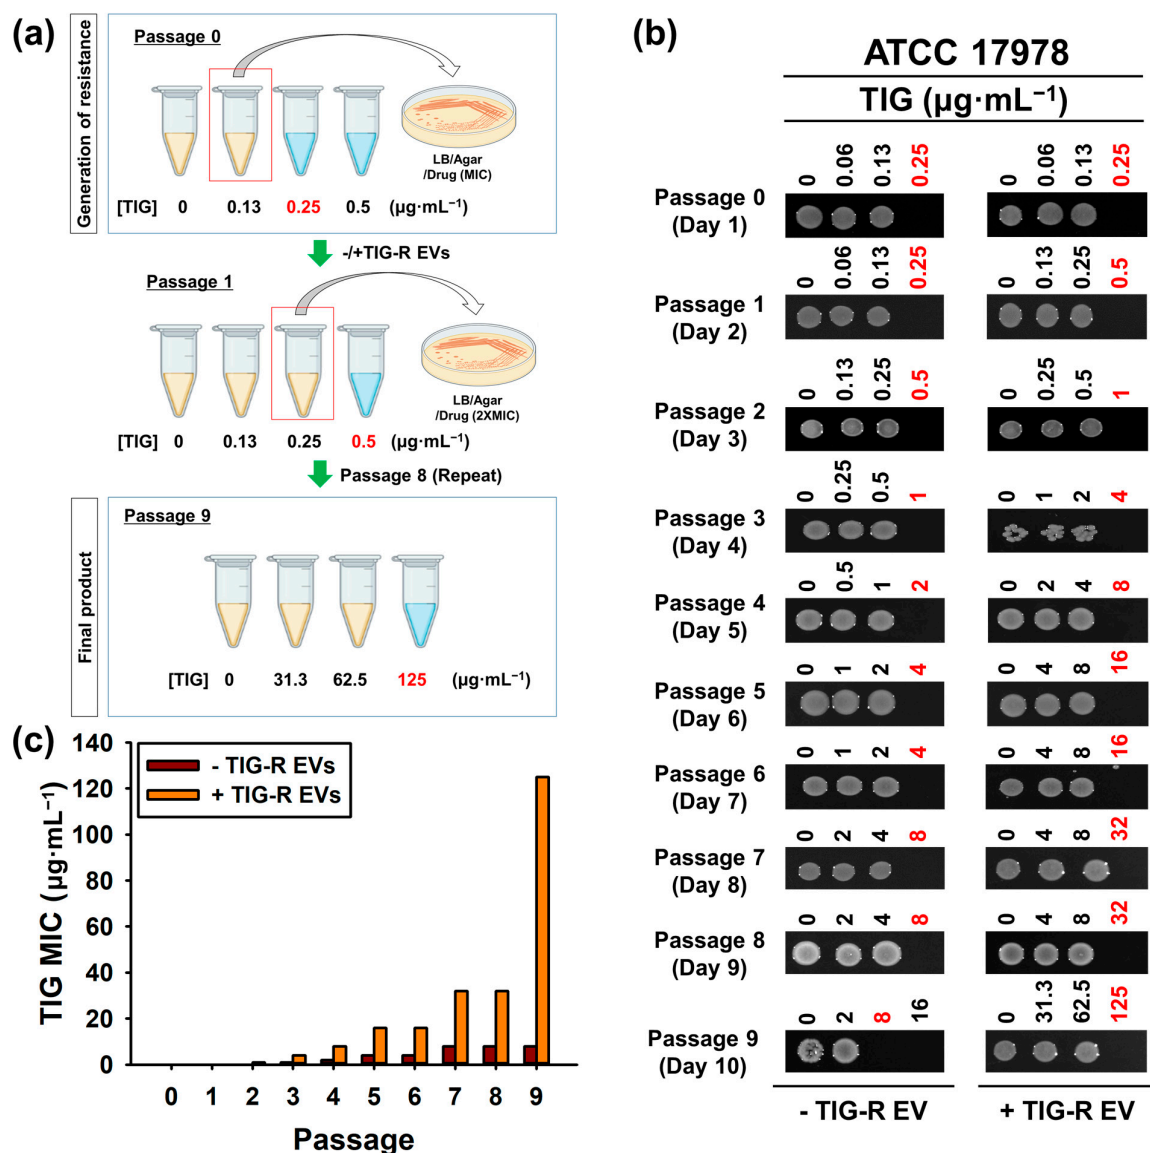 (a)
Generation of resistance
Passage 0
LB/Agar
/Drug (MIC)
[TIG] 0 0.13 0.25 0.5 (μg·mL⁻¹)
-/+TIG-R EVs
Passage 1
LB/Agar
/Drug (2XMIC)
[TIG] 0 0.13 0.25 0.5 (μg·mL⁻¹)
Passage 8 (Repeat)
Final product
Passage 9
[TIG] 0 31.3 62.5 125 (μg·mL⁻¹)
(b)
ATCC 17978
TIG (μg·mL⁻¹)
0 0.06 0.13 0.25 0 0.06 0.13 0.25
Passage 0
(Day 1)
0 0.06 0.13 0.25 0 0.13 0.25 0.5
Passage 1
(Day 2)
0 0.13 0.25 0.5 0 0.25 0.5 1
Passage 2
(Day 3)
0 0.25 0.5 1 0 1 2 4
Passage 3
(Day 4)
0 0.5 1 2 0 2 4 8
Passage 4
(Day 5)
0 1 2 4 0 4 8 16
Passage 5
(Day 6)
0 1 2 4 0 4 8 16
Passage 6
(Day 7)
0 2 4 8 0 4 8 32
Passage 7
(Day 8)
0 2 4 8 0 4 8 32
Passage 8
(Day 9)
0 2 8 16 0 31.3 62.5 125
Passage 9
(Day 10)
- TIG-R EV + TIG-R EV
(c)
TIG MIC (μg·mL⁻¹)
140
120
100
80
60
40
20
0
- TIG-R EVs
+ TIG-R EVs
0 1 2 3 4 5 6 7 8 9
Passage